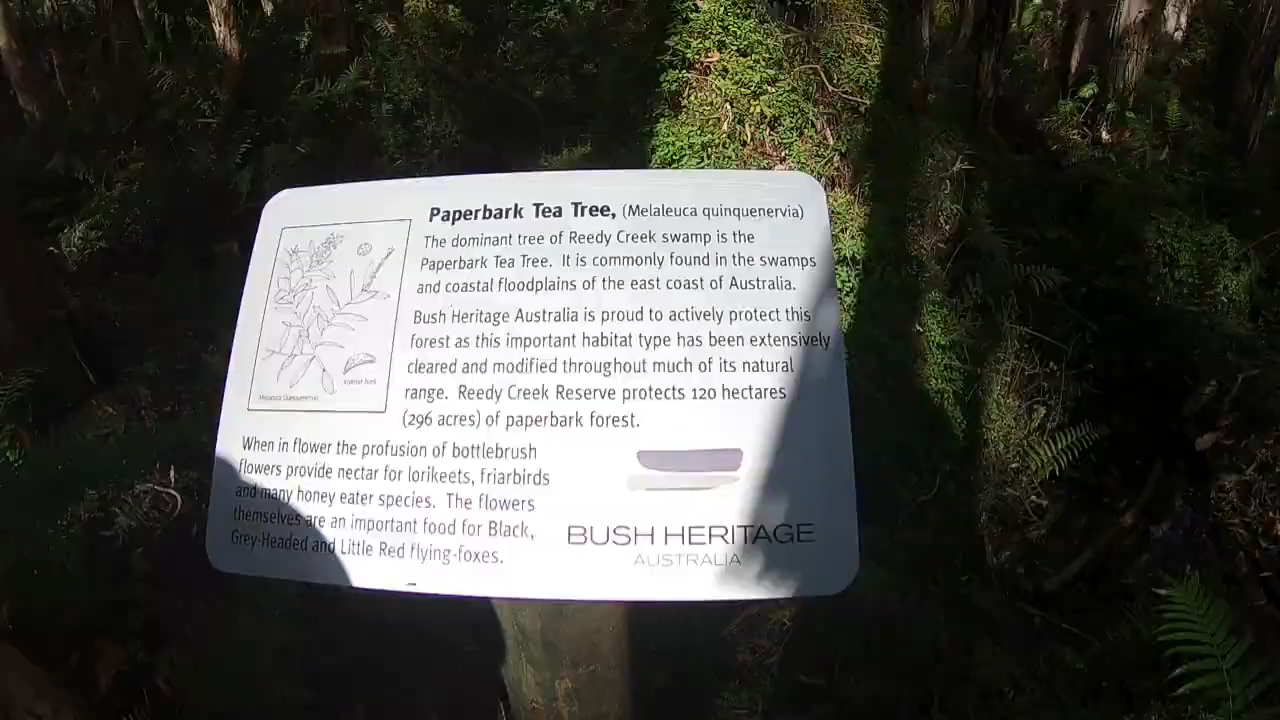 Paperbark Tea Tree, (Melaleuca quinquenervia)
The dominant tree of Reedy Creek swamp is the
Paperbark Tea Tree. It is commonly found in the swamps
and coastal floodplains of the east coast of Australia.
Bush Heritage Australia is proud to actively protect this
forest as this important habitat type has been extensively
cleared and modified throughout much of its natural
range. Reedy Creek Reserve protects 120 hectares
(296 acres) of paperbark forest.
Melaleuca Quinquenervia
When in flower the profusion of bottlebrush
flowers provide nectar for lorikeets, friarbirds
and many honey eater species. The flowers
themselves are an important food for Black,
Grey-Headed and Little Red flying-foxes.
BUSH HERITAGE
AUSTRALIA